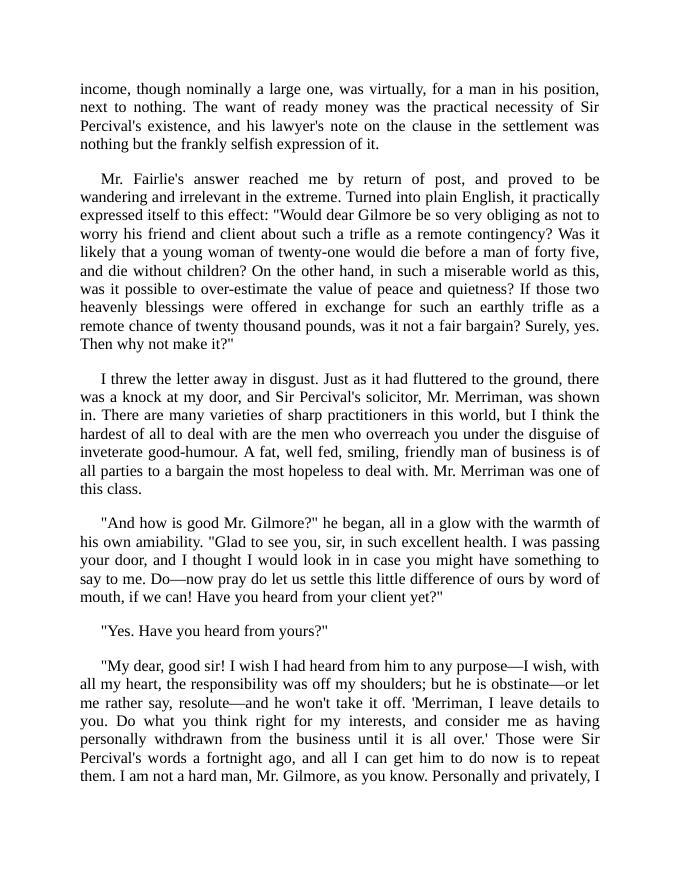 income, though nominally a large one, was virtually, for a man in his position,
next to nothing. The want of ready money was the practical necessity of Sir
Percival's existence, and his lawyer's note on the clause in the settlement was
nothing but the frankly selfish expression of it.
Mr. Fairlie's answer reached me by return of post, and proved to be
wandering and irrelevant in the extreme. Turned into plain English, it practically
expressed itself to this effect: "Would dear Gilmore be so very obliging as not to
worry his friend and client about such a trifle as a remote contingency? Was it
likely that a young woman of twenty-one would die before a man of forty five,
and die without children? On the other hand, in such a miserable world as this,
was it possible to over-estimate the value of peace and quietness? If those two
heavenly blessings were offered in exchange for such an earthly trifle as a
remote chance of twenty thousand pounds, was it not a fair bargain? Surely, yes.
Then why not make it?"
I threw the letter away in disgust. Just as it had fluttered to the ground, there
was a knock at my door, and Sir Percival's solicitor, Mr. Merriman, was shown
in. There are many varieties of sharp practitioners in this world, but I think the
hardest of all to deal with are the men who overreach you under the disguise of
inveterate good-humour. A fat, well fed, smiling, friendly man of business is of
all parties to a bargain the most hopeless to deal with. Mr. Merriman was one of
this class.
"And how is good Mr. Gilmore?" he began, all in a glow with the warmth of
his own amiability. "Glad to see you, sir, in such excellent health. I was passing
your door, and I thought I would look in in case you might have something to
say to me. Do—now pray do let us settle this little difference of ours by word of
mouth, if we can! Have you heard from your client yet?"
"Yes. Have you heard from yours?"
"My dear, good sir! I wish I had heard from him to any purpose—I wish, with
all my heart, the responsibility was off my shoulders; but he is obstinate—or let
me rather say, resolute—and he won't take it off. 'Merriman, I leave details to
you. Do what you think right for my interests, and consider me as having
personally withdrawn from the business until it is all over.' Those were Sir
Percival's words a fortnight ago, and all I can get him to do now is to repeat
them. I am not a hard man, Mr. Gilmore, as you know. Personally and privately, I